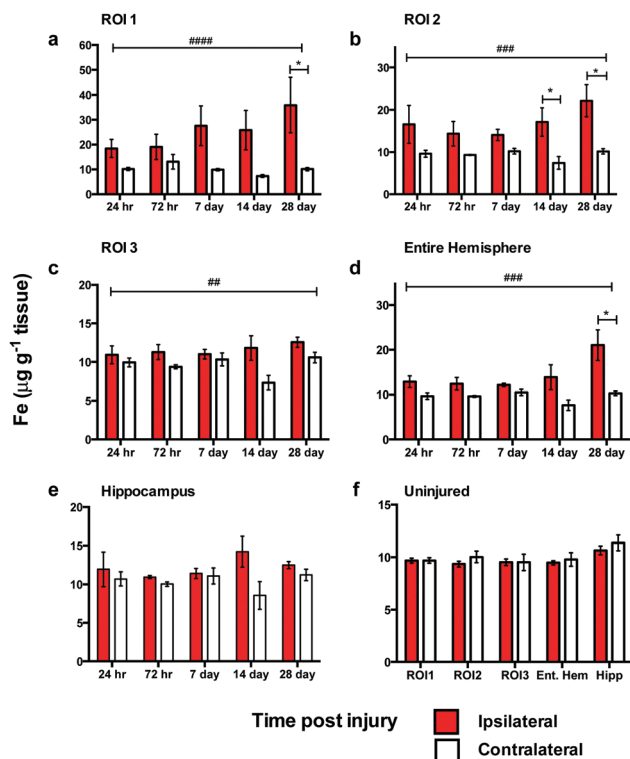 ROI 1
a
####
*
60
50
40
30
20
10
0
24 hr 72 hr 7 day 14 day 28 day
ROI 2
b
###
*
*
30
20
10
0
24 hr 72 hr 7 day 14 day 28 day
ROI 3
c
##
20
15
10
5
0
24 hr 72 hr 7 day 14 day 28 day
Entire Hemisphere
d
###
*
30
20
10
0
24 hr 72 hr 7 day 14 day 28 day
Fe (µg g⁻¹ tissue)
e
Hippocampus
20
15
10
5
0
24 hr 72 hr 7 day 14 day 28 day
f
Uninjured
15
10
5
0
ROI1 ROI2 ROI3 Ent. Hem Hipp
Time post injury
Ipsilateral
Contralateral